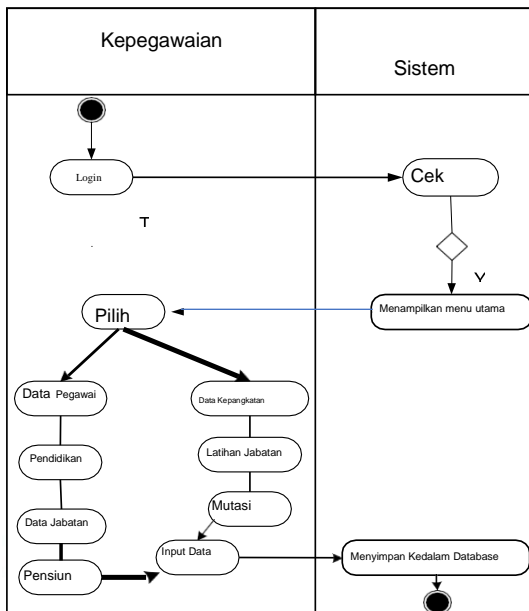 Kepegawaian
Sistem
Login
Cek
T
Y
Menampilkan menu utama
Pilih
Data Pegawai
Data Kepangkatan
Pendidikan
Latihan Jabatan
Data Jabatan
Mutasi
Input Data
Menyimpan Kedalam Database
Pensiun